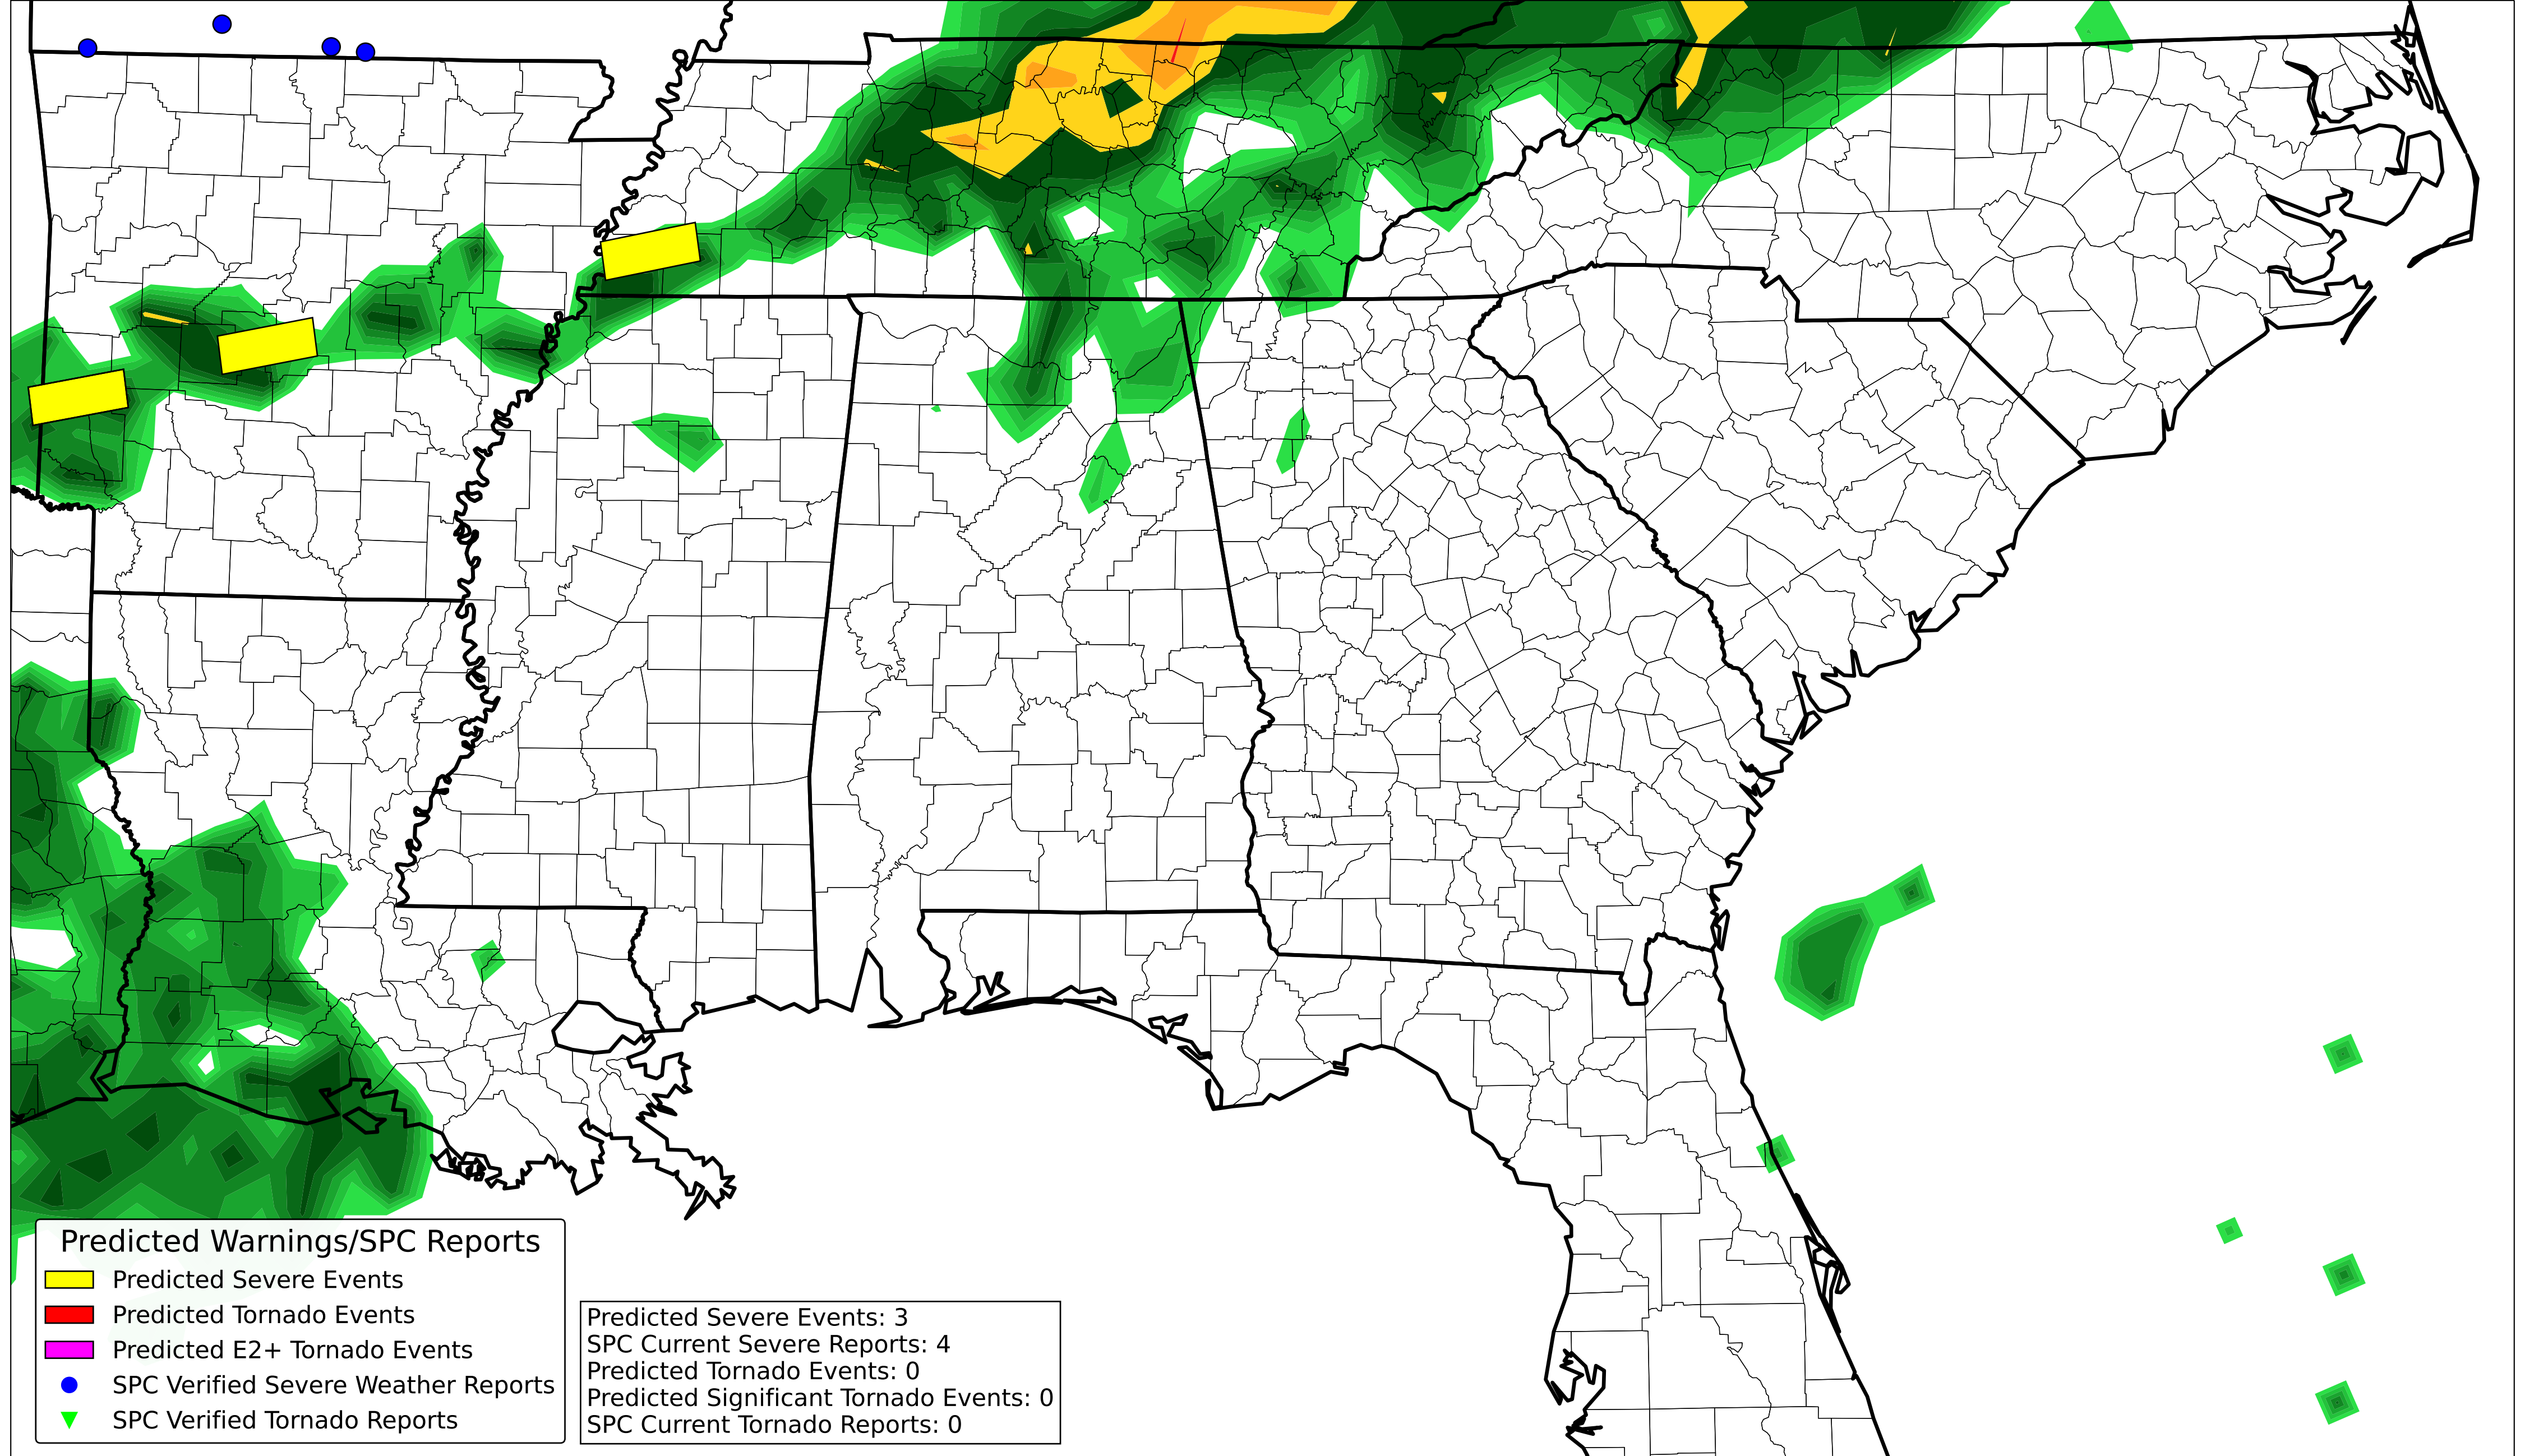 Predicted Warnings/SPC Reports
Predicted Severe Events
Predicted Tornado Events
Predicted E2+ Tornado Events
SPC Verified Severe Weather Reports
SPC Verified Tornado Reports
Predicted Severe Events: 3
SPC Current Severe Reports: 4
Predicted Tornado Events: 0
Predicted Significant Tornado Events: 0
SPC Current Tornado Reports: 0